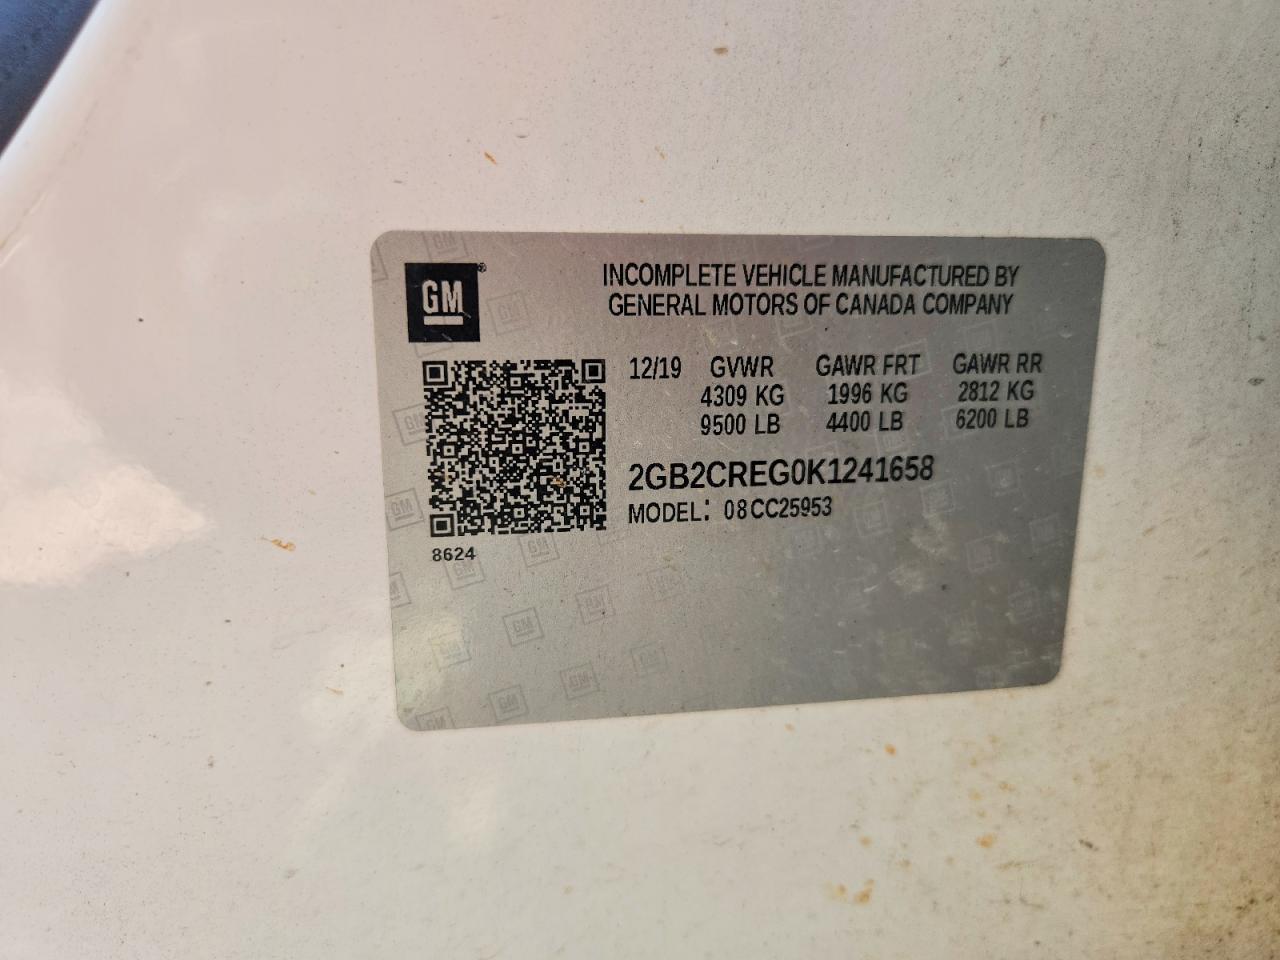 GM
INCOMPLETE VEHICLE MANUFACTURED BY
GENERAL MOTORS OF CANADA COMPANY
12/19 GVWR GAWR FRT GAWR RR
4309 KG 1996 KG 2812 KG
9500 LB 4400 LB 6200 LB
2GB2CREG0K1241658
MODEL: 08CC25953
8624